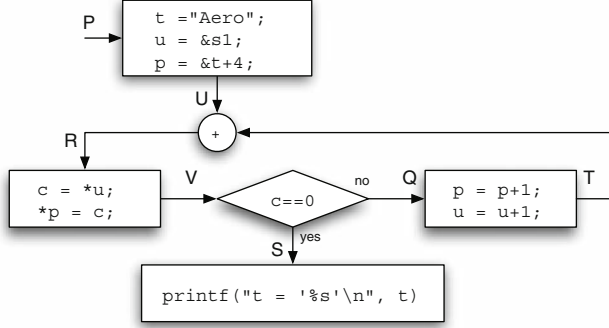 P
t ="Aero";
u = &s1;
p = &t+4;
U
+
R
c = *u;
*p = c;
V
c==0
no
yes
Q
p = p+1;
u = u+1;
T
S
printf("t = '%s'\n", t)